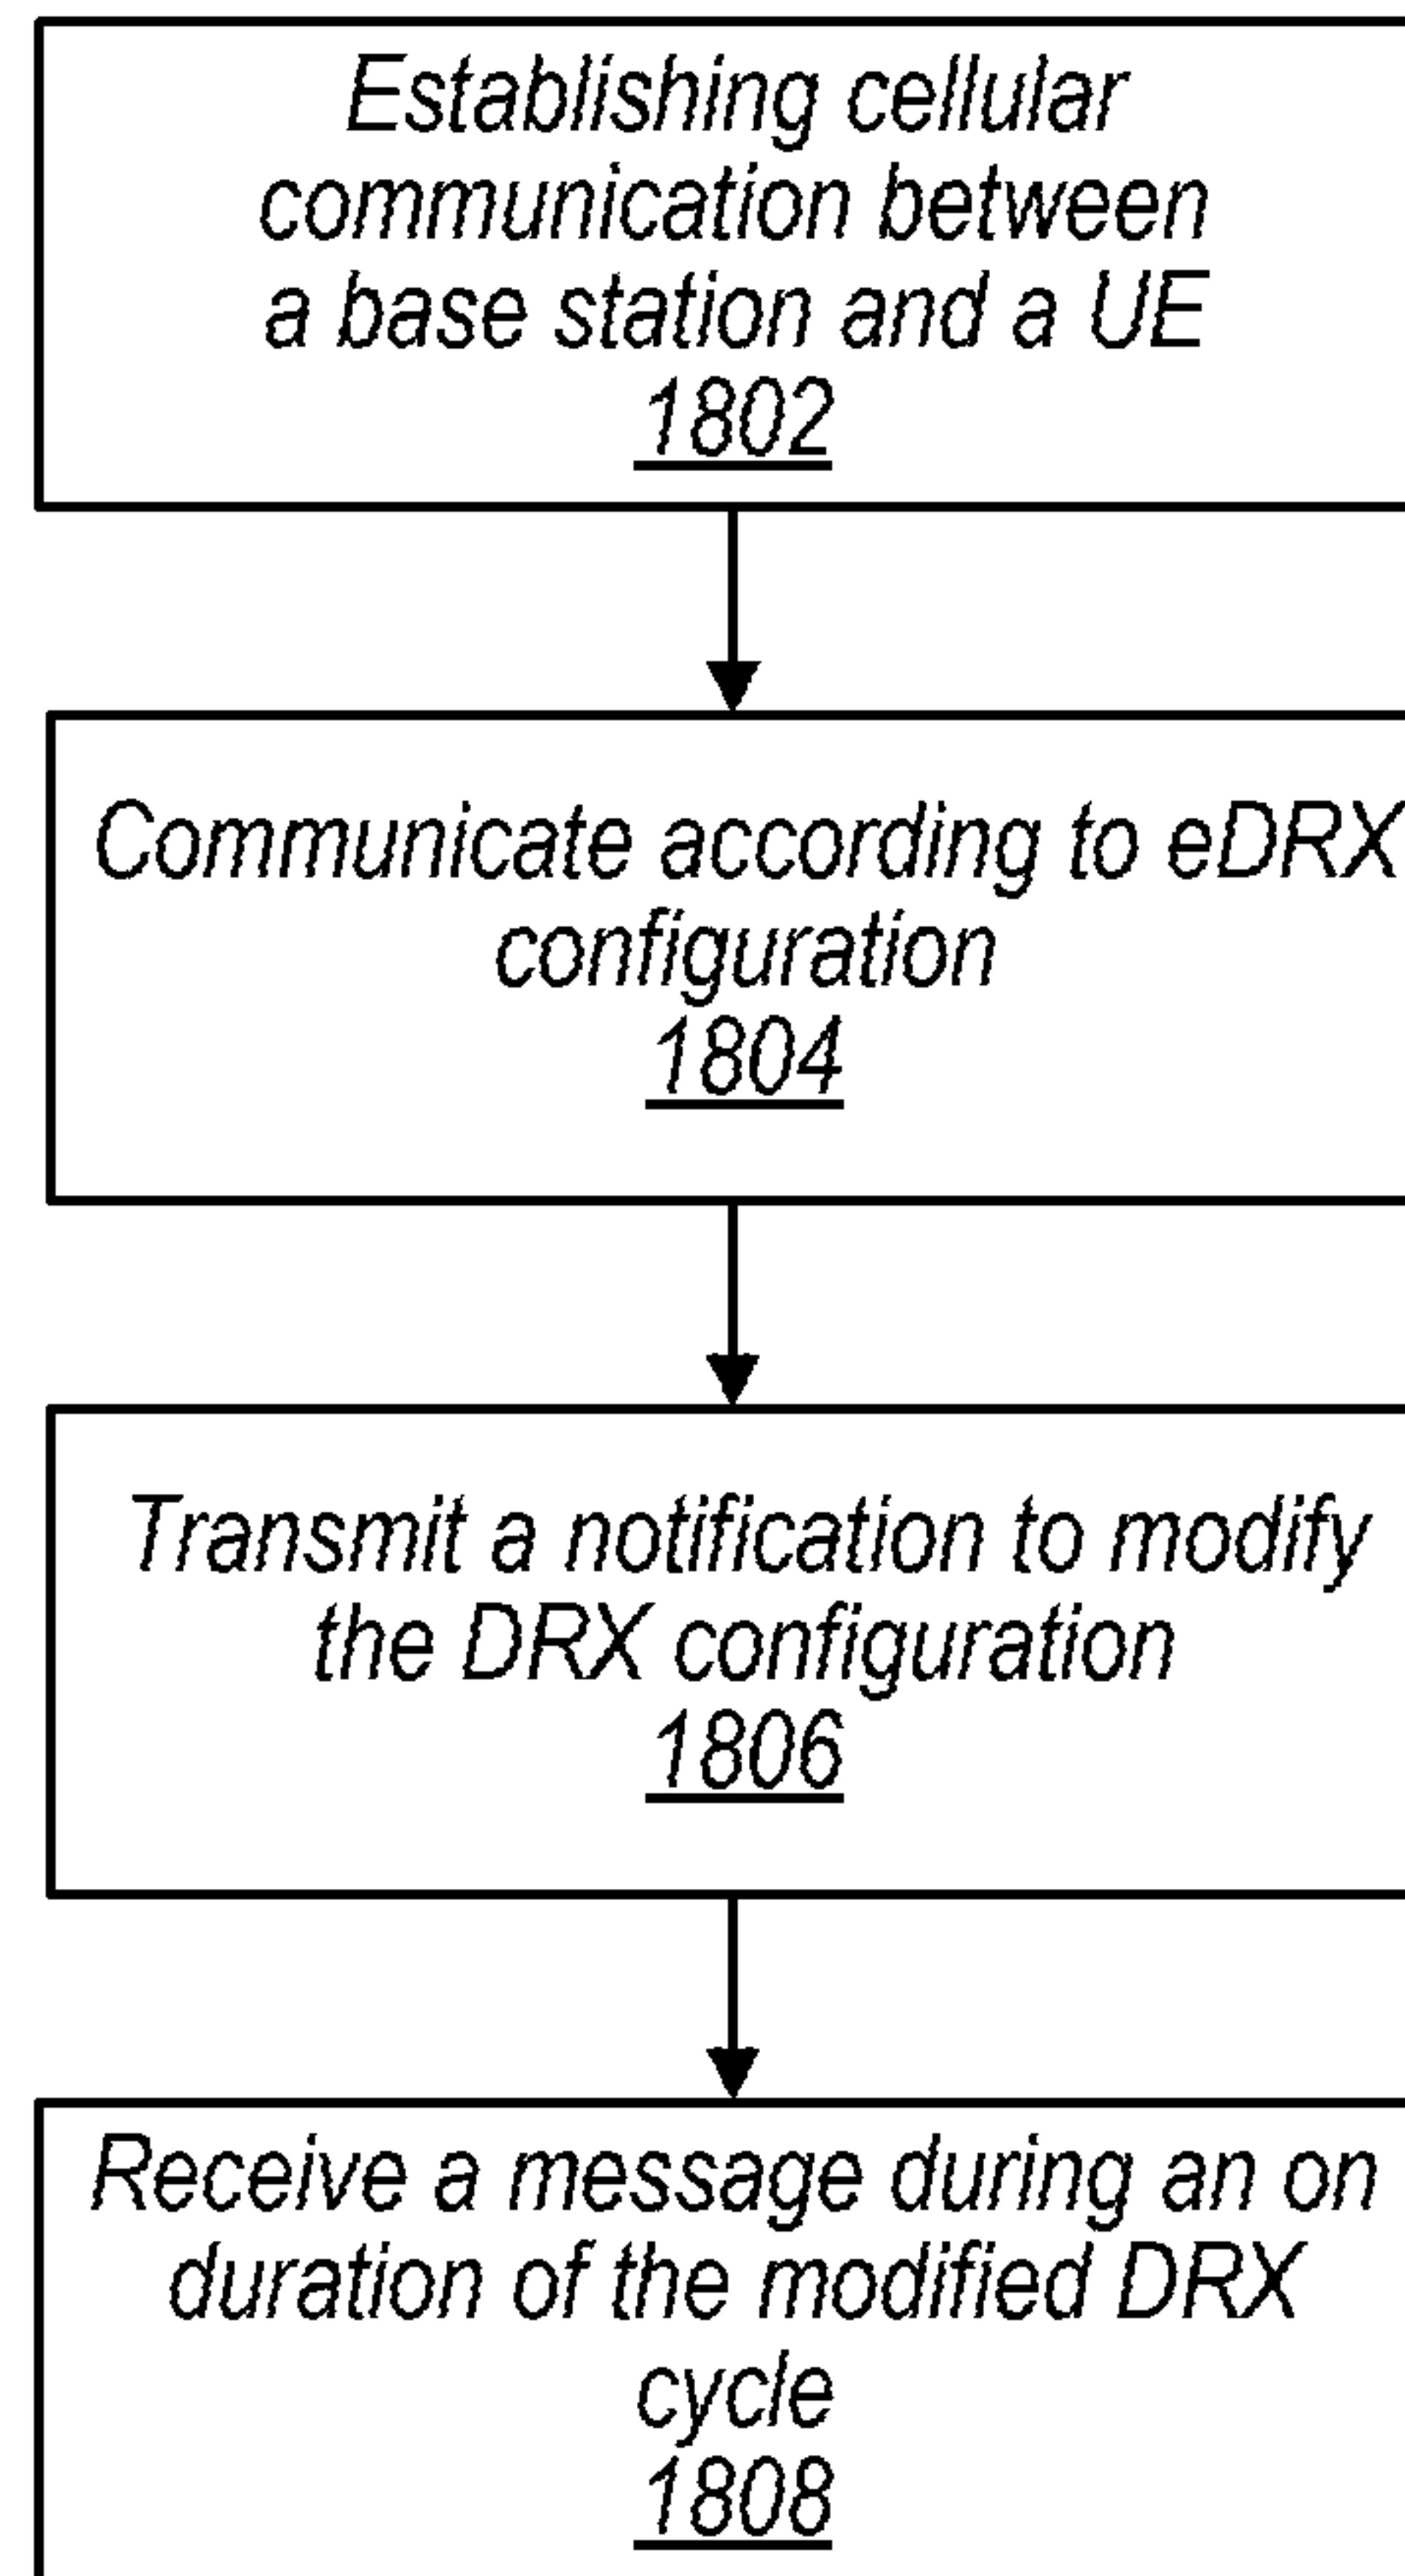 Establishing cellular
communication between
a base station and a UE
1802
Communicate according to eDRX
configuration
1804
Transmit a notification to modify
the DRX configuration
1806
Receive a message during an on
duration of the modified DRX
cycle
1808